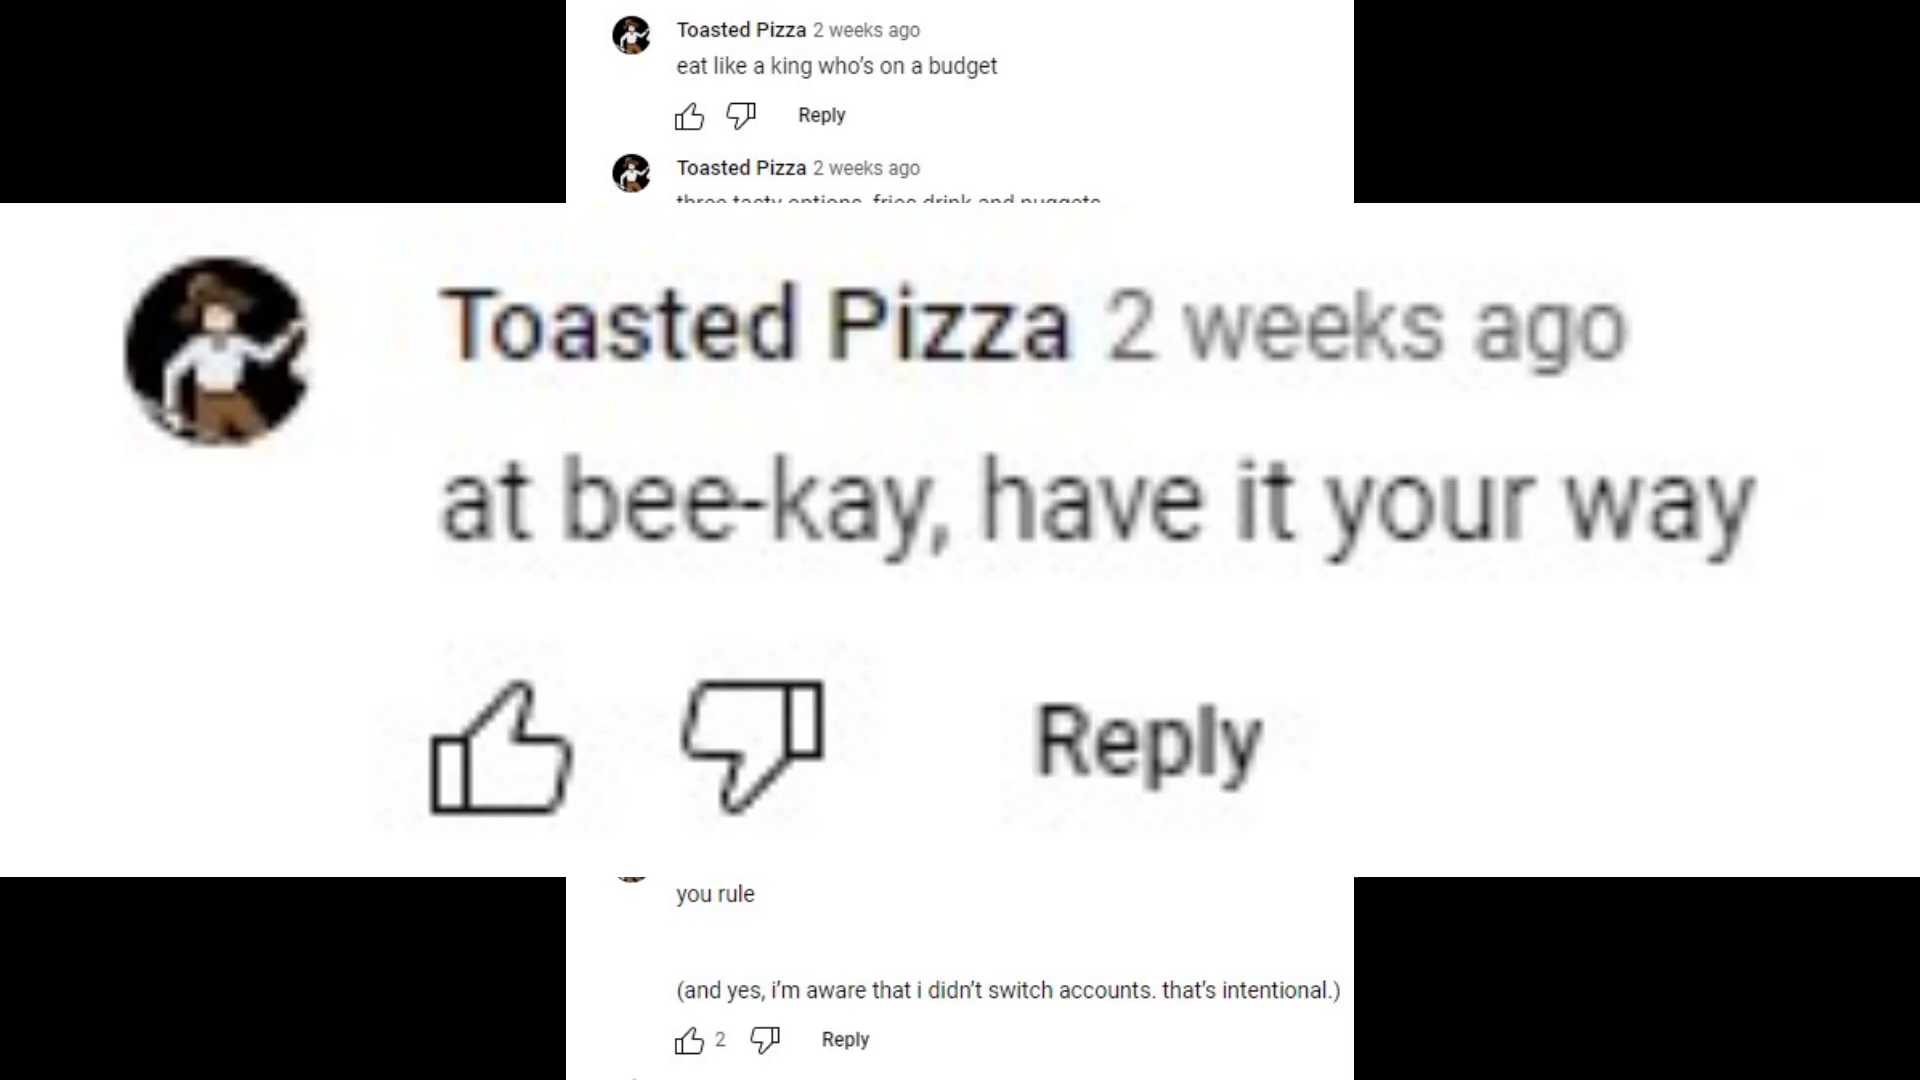 Toasted Pizza 2 weeks ago
eat like a king who's on a budget
Reply
Toasted Pizza 2 weeks ago
three tasty options, fries drink and nuggets
Toasted Pizza 2 weeks ago
at bee-kay, have it your way
Reply
you rule
(and yes, i'm aware that i didn't switch accounts. that's intentional.)
2 Reply